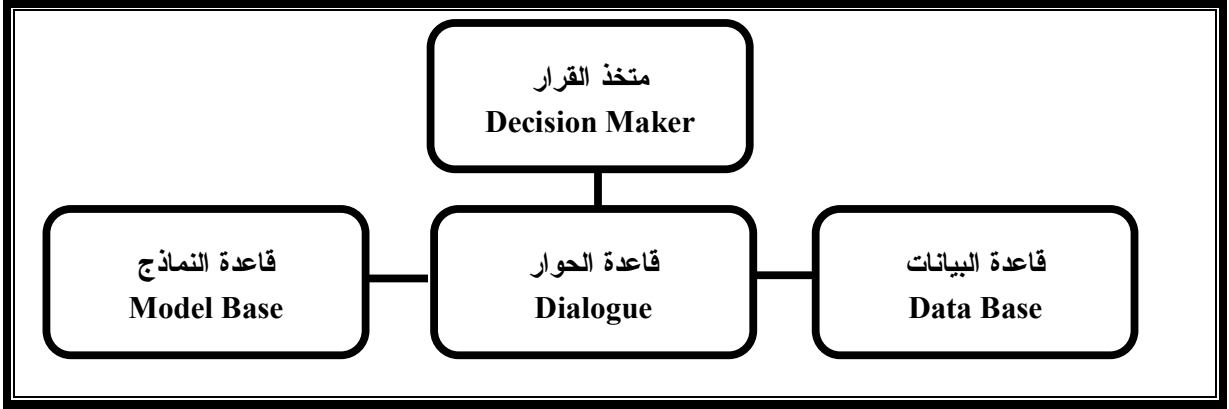 متخذ القرار
Decision Maker
قاعدة البيانات
Data Base
قاعدة الحوار
Dialogue
قاعدة النماذج
Model Base